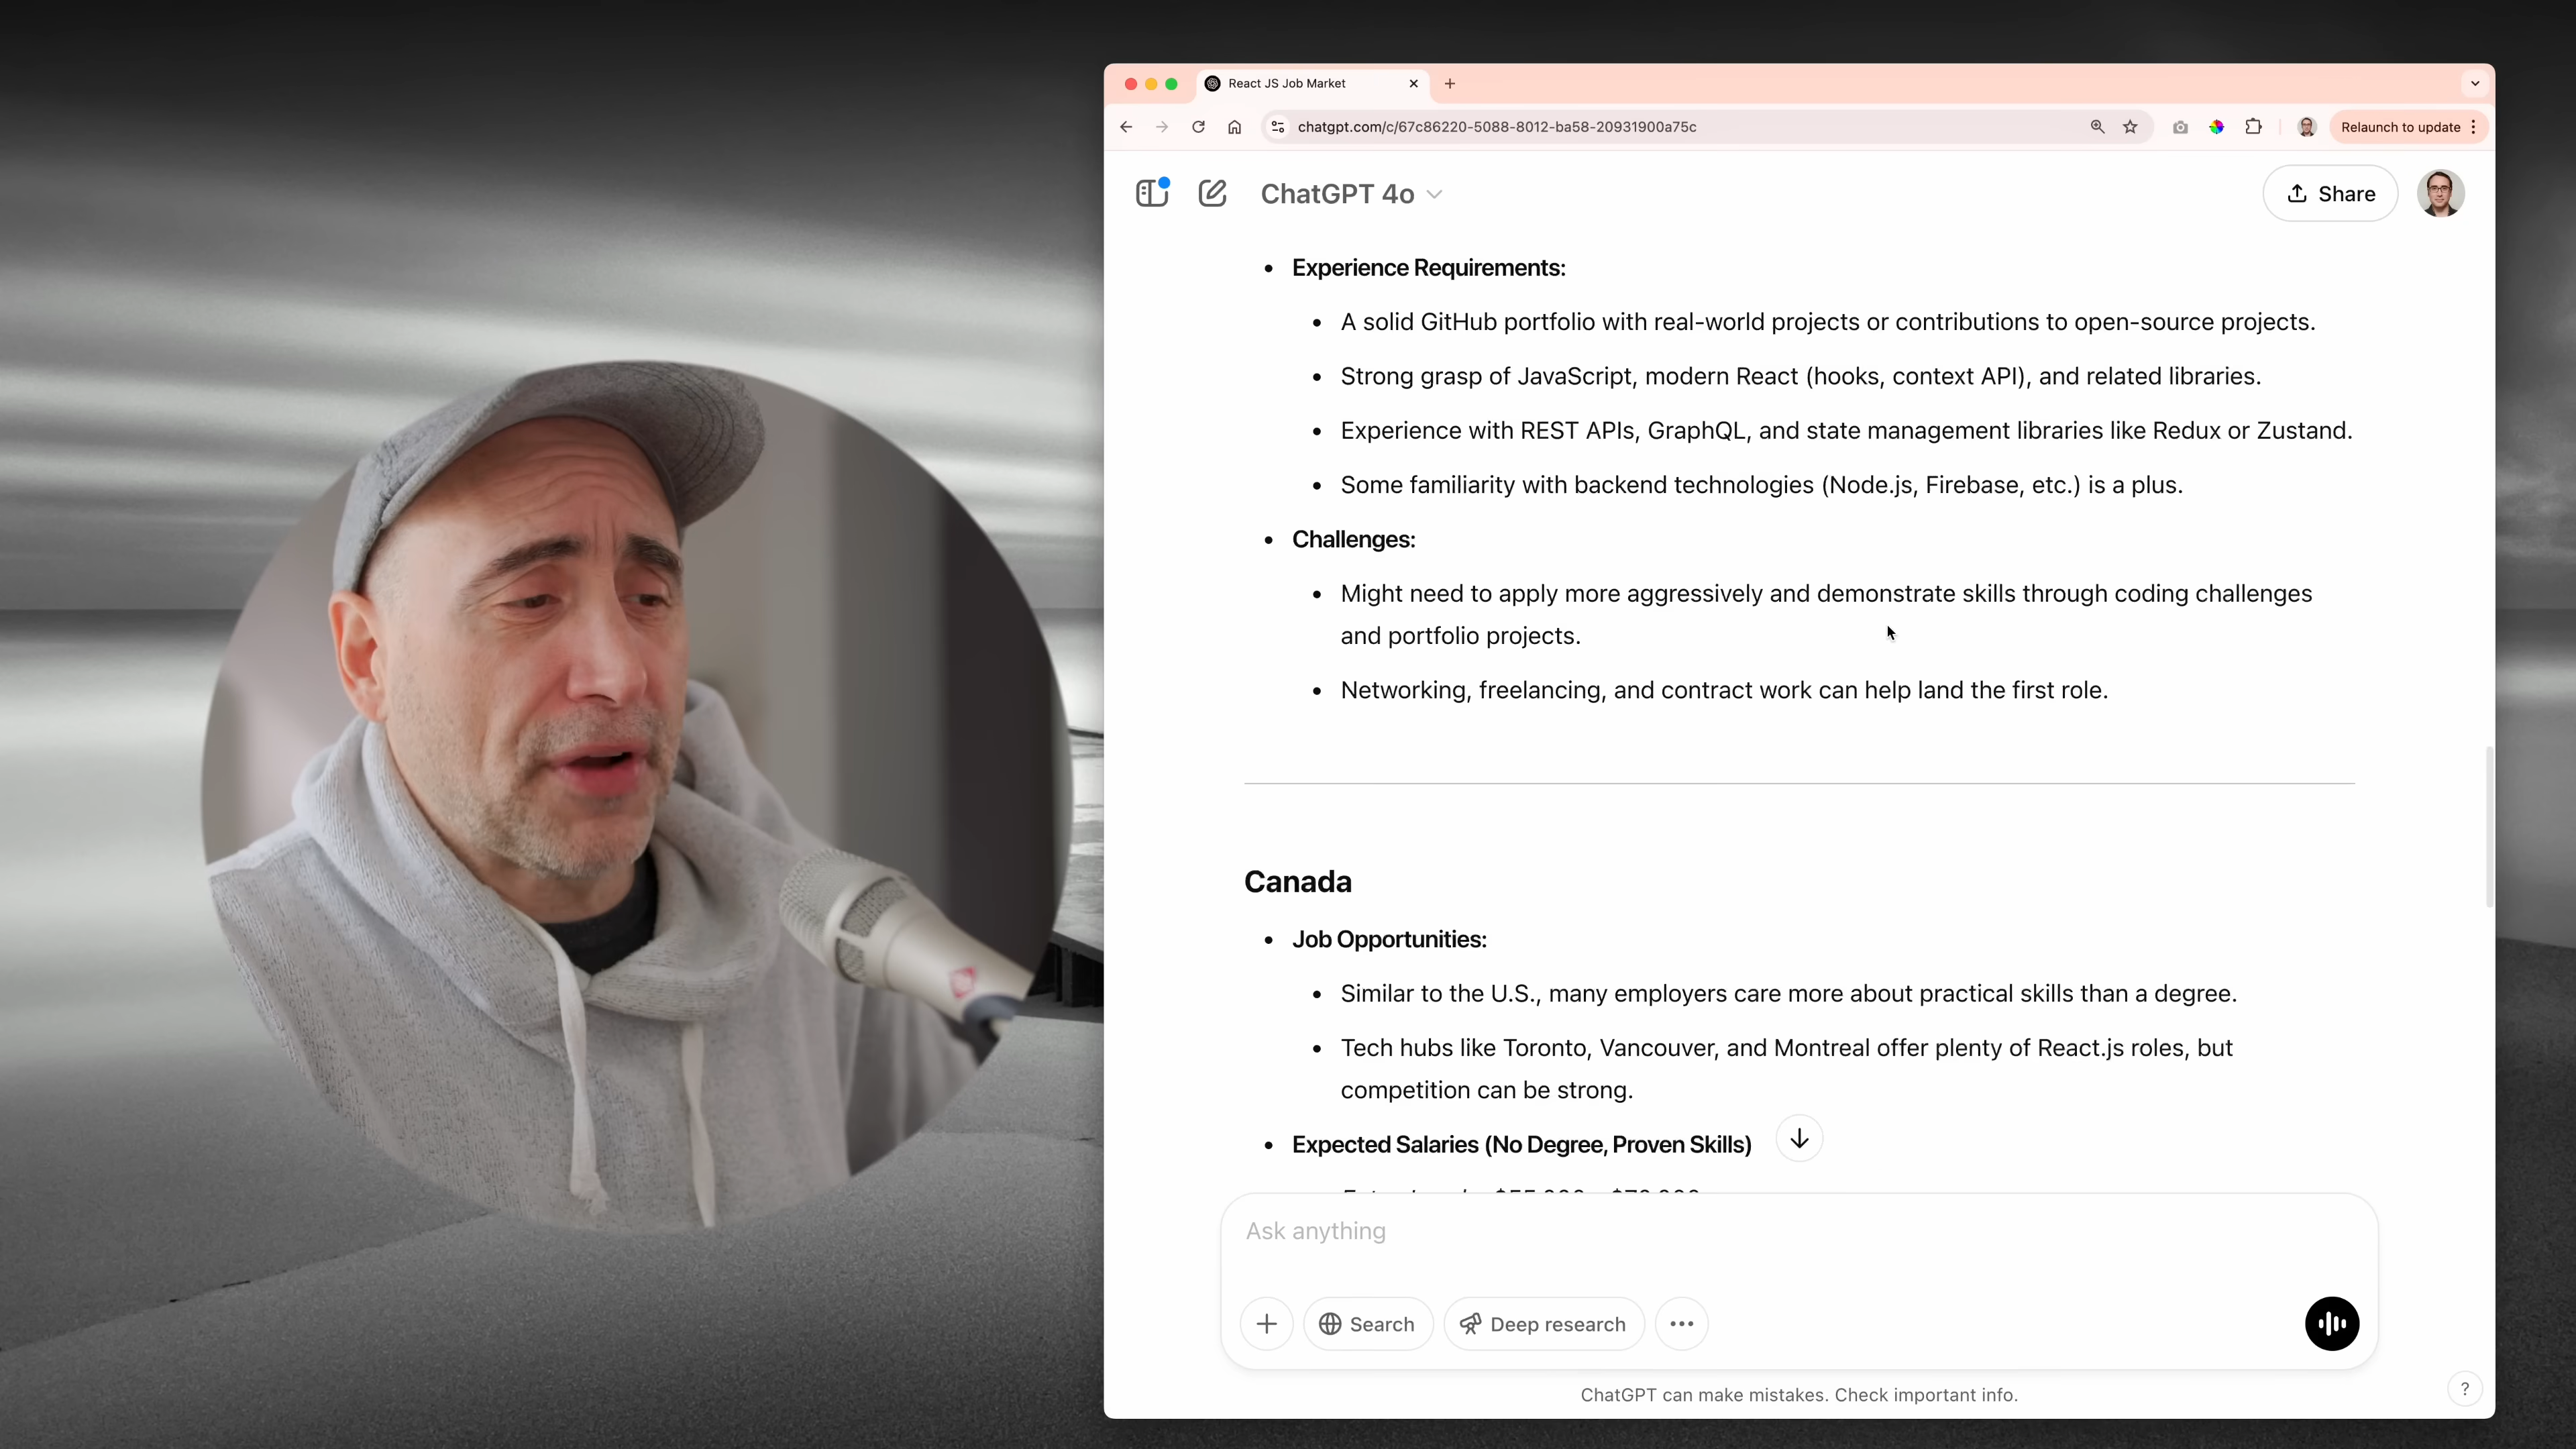 React JS Job Market
chatgpt.com/c/67c86220-5088-8012-ba58-20931900a75c
Relaunch to update
ChatGPT 4o
Share
Experience Requirements:
A solid GitHub portfolio with real-world projects or contributions to open-source projects.
Strong grasp of JavaScript, modern React (hooks, context API), and related libraries.
Experience with REST APIs, GraphQL, and state management libraries like Redux or Zustand.
Some familiarity with backend technologies (Node.js, Firebase, etc.) is a plus.
Challenges:
Might need to apply more aggressively and demonstrate skills through coding challenges
and portfolio projects.
Networking, freelancing, and contract work can help land the first role.
Canada
Job Opportunities:
Similar to the U.S., many employers care more about practical skills than a degree.
Tech hubs like Toronto, Vancouver, and Montreal offer plenty of React.js roles, but
competition can be strong.
Expected Salaries (No Degree, Proven Skills)
Ask anything
Search
Deep research
ChatGPT can make mistakes. Check important info.
?